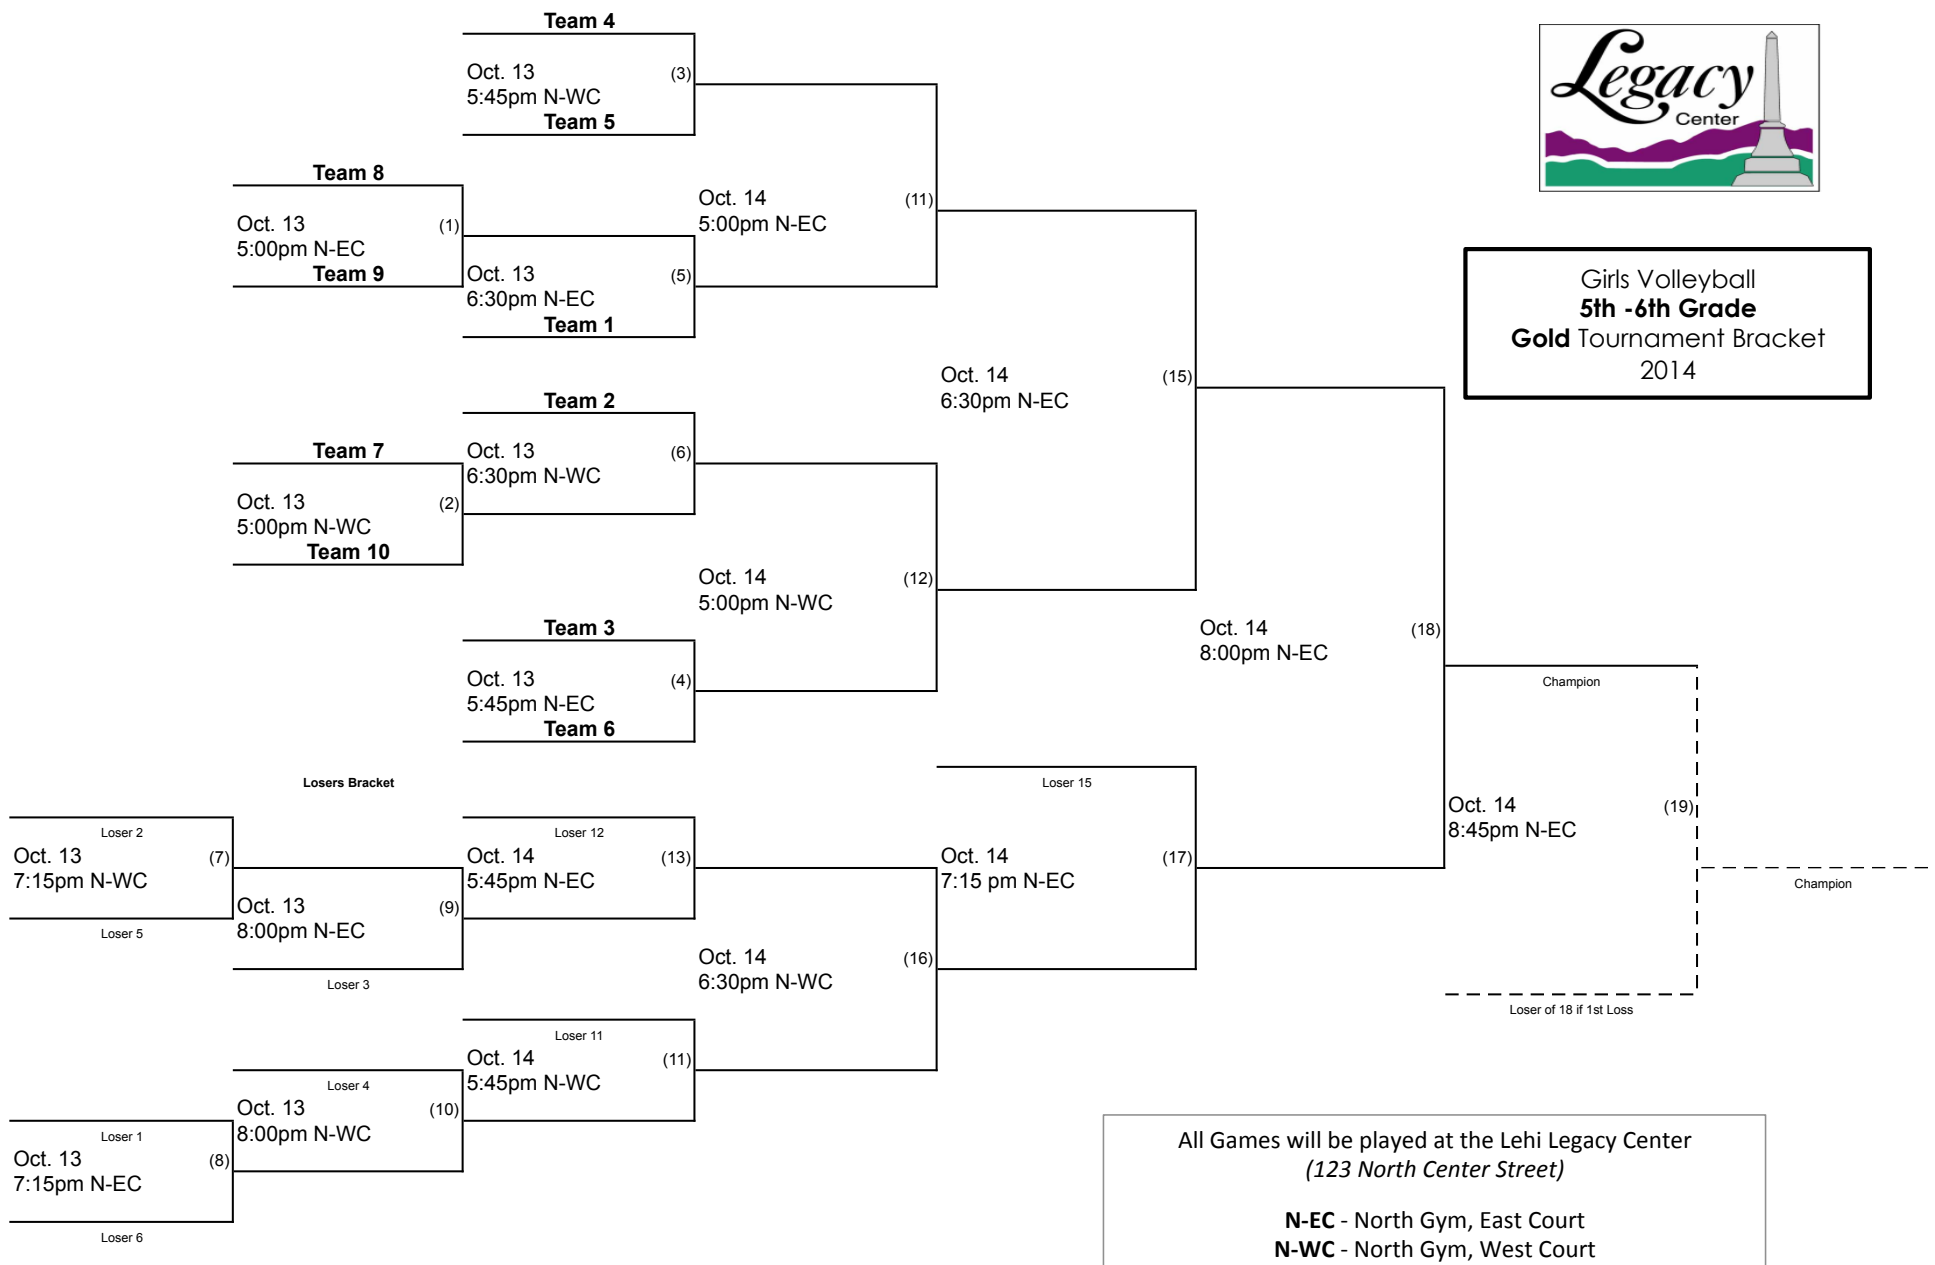 Team 4
Oct. 13 (3)
5:45pm N-WC
Team 5
Legacy
Center
Team 8
Oct. 13 (1)
5:00pm N-EC
Team 9
Oct. 14 (11)
5:00pm N-EC
Oct. 13 (5)
6:30pm N-EC
Team 1
Girls Volleyball
5th -6th Grade
Gold Tournament Bracket
2014
Oct. 14 (15)
6:30pm N-EC
Team 2
Oct. 13 (6)
6:30pm N-WC
Team 7
Oct. 13 (2)
5:00pm N-WC
Team 10
Oct. 14 (12)
5:00pm N-WC
Team 3
Oct. 13 (4)
5:45pm N-EC
Team 6
Oct. 14 (18)
8:00pm N-EC
Champion
Losers Bracket
Loser 15
Loser 2
Oct. 13 (7)
7:15pm N-WC
Loser 5
Loser 12
Oct. 14 (13)
5:45pm N-EC
Oct. 14 (17)
7:15 pm N-EC
Oct. 14 (19)
8:45pm N-EC
Champion
Oct. 13 (9)
8:00pm N-EC
Loser 3
Oct. 14 (16)
6:30pm N-WC
Loser of 18 if 1st Loss
Loser 11
Oct. 14 (11)
5:45pm N-WC
Loser 4
Oct. 13 (10)
8:00pm N-WC
Loser 1
Oct. 13 (8)
7:15pm N-EC
Loser 6
All Games will be played at the Lehi Legacy Center
(123 North Center Street)
N-EC - North Gym, East Court
N-WC - North Gym, West Court